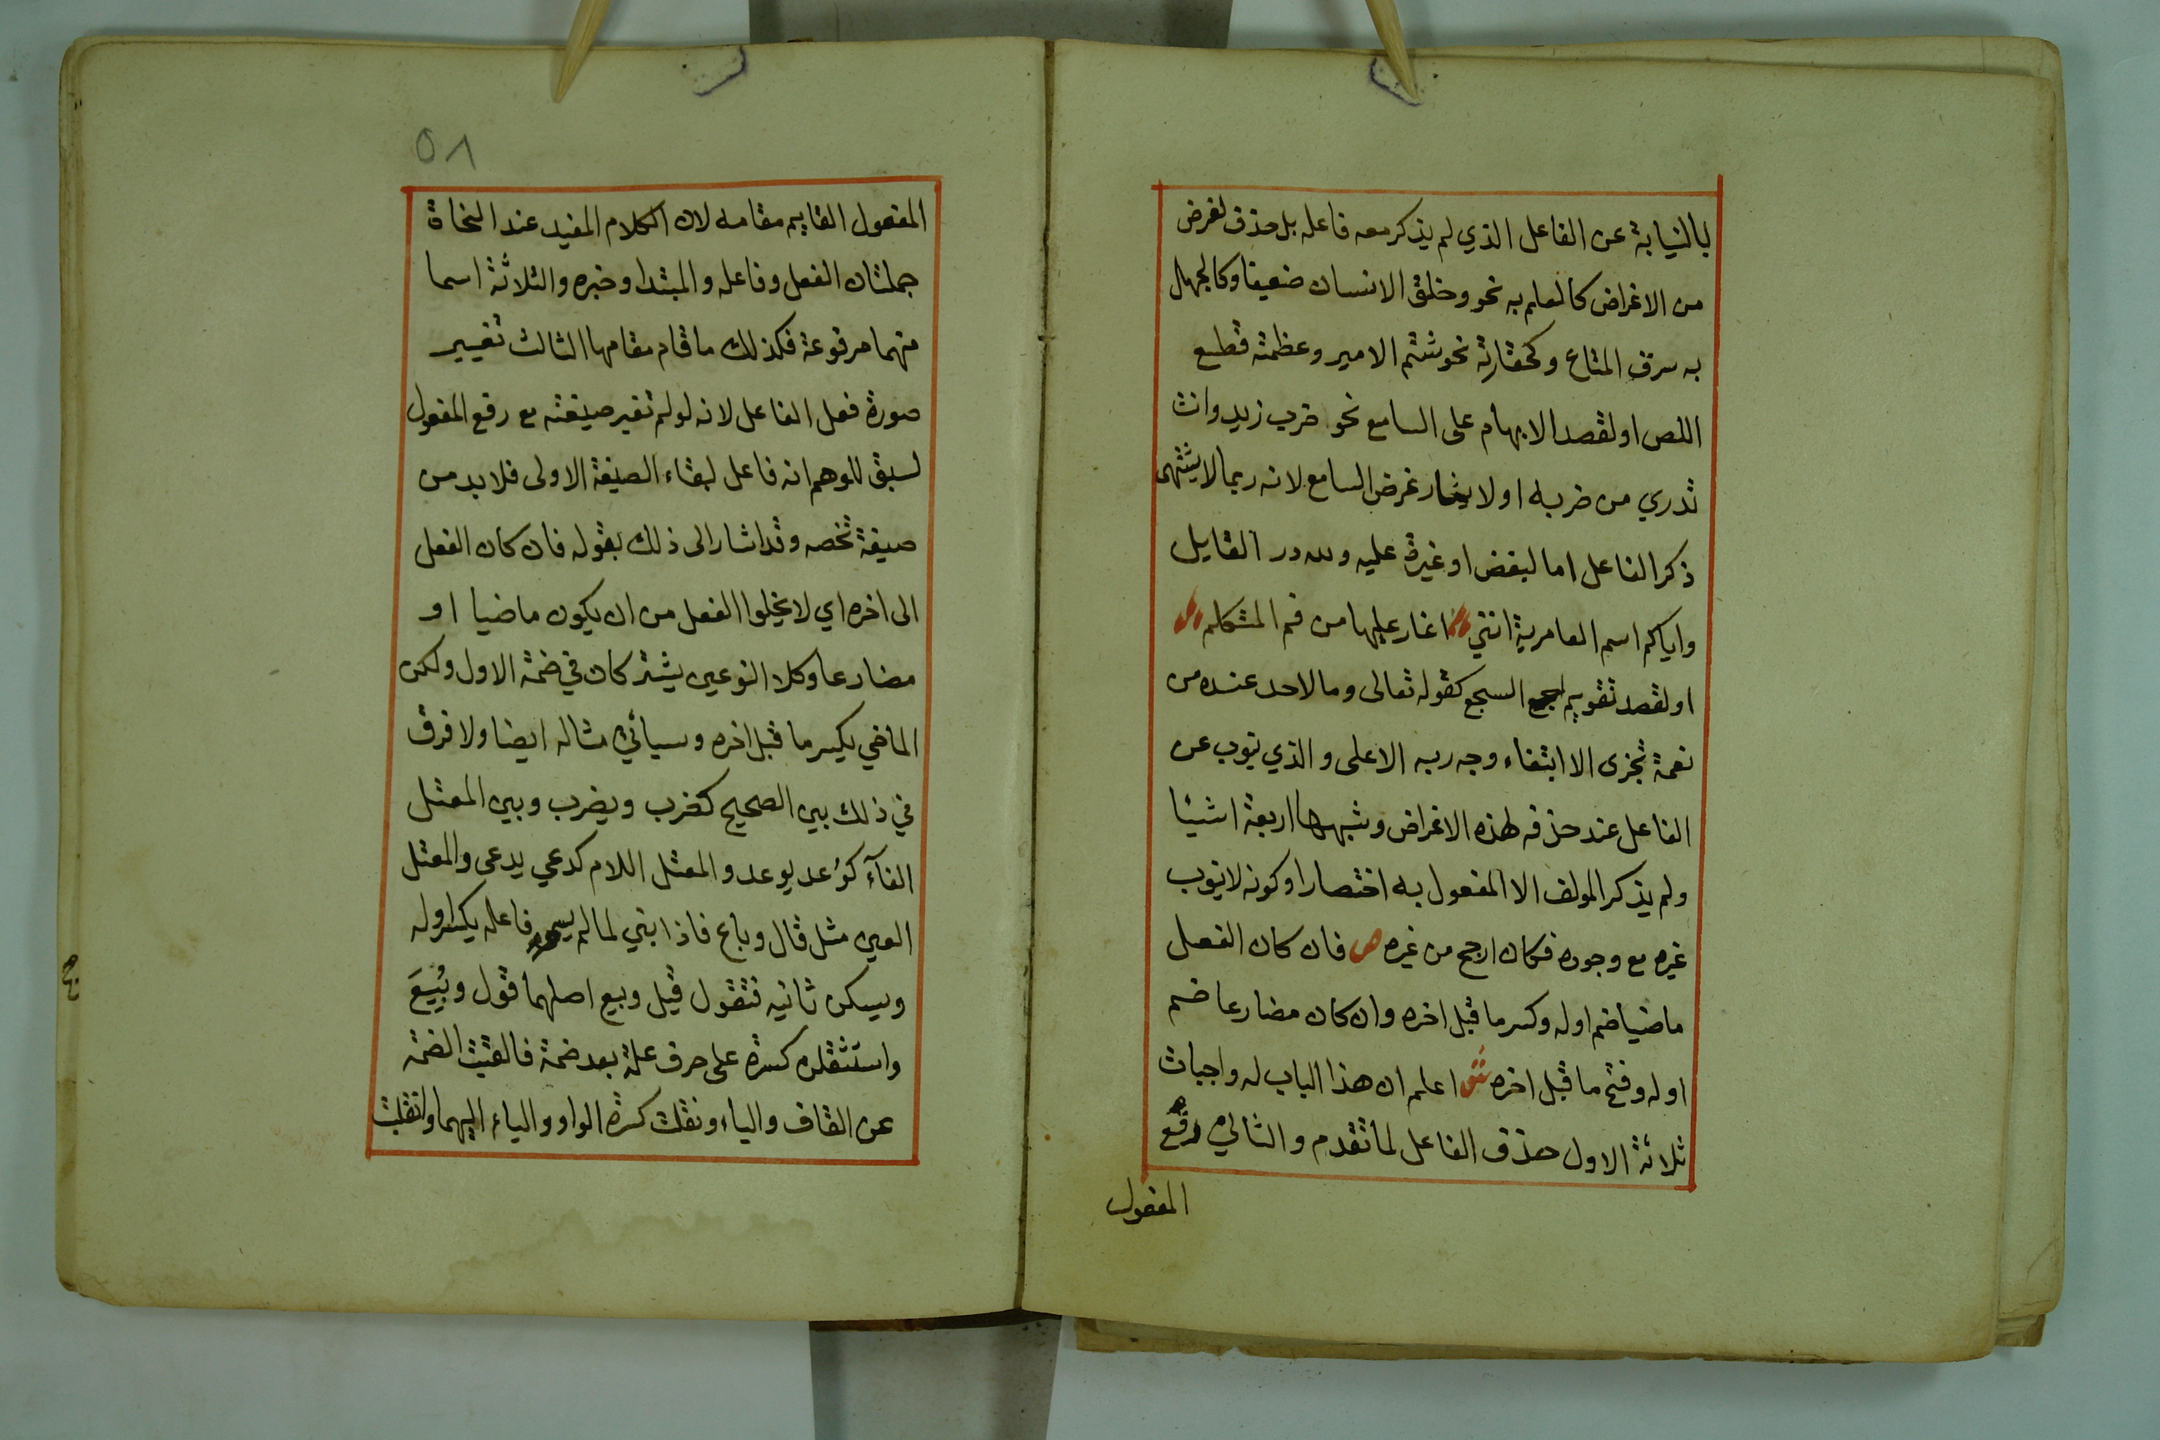 بالنيابة عن الفاعل الذي لم يذكر معه فاعله بل حذف لغرض
من الاغراض كالعلم به نحو وخلق الانسان ضعيفا وكالجهل
به سرق المتاع وكحقارته نحو شتم الامير وعظمته قطع
اللص او لقصد الابهام على السامع نحو ضرب زيد وانت
تدري من ضربه او لايثار غرض السامع لانه ربما لا يشتهى
ذكر الفاعل اما لبغض او غيرة عليه ولله در القايل
واياكم اسم العامرية انني اغار عليها من فم المتكلم
او لقصد تقويم السجع كقوله تعالى وما لاحد عنده من
نعمة تجزى الا ابتغاء وجه ربه الاعلى و الذي ينوب عن
الفاعل عند حذفه لهذه الاغراض وشبهها اربعة اشيا
ولم يذكر المولف الا المفعول به اختصارا وكونه لا ينوب
غيره مع وجوده فكان ارجح من غيره ص فان كان الفعل
ماضيا ضم اوله وكسر ما قبل اخره وان كان مضارعا ضم
اوله وفتح ما قبل اخره ش اعلم ان هذا الباب له واجبات
ثلاثة الاول حذف الفاعل لما تقدم والثاني رفع
المفعول
٥٨
المفعول القايم مقامه لان الكلام المفيد عند النحاة
جملتان الفعل وفاعله والمبتدا وخبره والثلاثة اسما
منهما مرفوعة فكذلك ما قام مقامها الثالث تغيير
صورة فعل الفاعل لانه لو لم تغير صيغته مع رفع المفعول
لسبق للوهم انه فاعل لبقاء الصيغة الاولى فلا بد من
صيغة تخصه وقد اشار الى ذلك بقوله فان كان الفعل
الى اخره اي لا يخلوا الفعل من ان يكون ماضيا او
مضارعا وكلا النوعين يشتركان في ضمة الاول ولكن
الماضي يكسر ما قبل اخره وسيأتي مثاله ايضا ولا فرق
في ذلك بين الصحيح كضرب ويضرب وبين المعتل
الفآء كوُعد يوعد والمعتل اللام كدعي يدعى والمعتل
العين مثل قال وباع فاذا بني لما لم يسم فاعله يكسر اوله
ويسكن ثانيه فتقول قيل وبيع اصلهما قول وبُيِعَ
واستثقلت كسرة على حرف علة بعد ضمة فالقيت الضمة
عن القاف والباء ونقلت كسرة الواو والياء اليهما وانقلبت